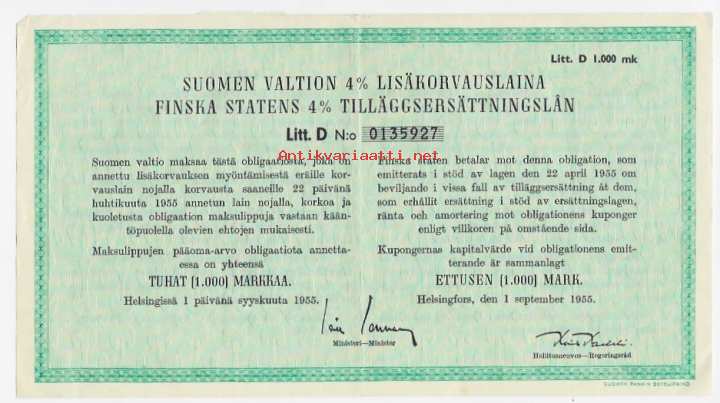 Litt. D 1.000 mk
SUOMEN VALTION 4% LISÄKORVAUSLAINA
FINSKA STATENS 4% TILLÄGGSERSÄTTNINGSLÅN
Litt. D N:o 0135927
Antikvariaatti.net
Suomen valtio maksaa tästä obligaatiosta, joka on
annettu lisäkorvauksen myöntämisestä eräille kor-
vauslain nojalla korvausta saaneille 22 päivänä
huhtikuuta 1955 annetun lain nojalla, korkoa ja
kuoletusta obligaation maksulippuja vastaan kään-
töpuolella olevien ehtojen mukaisesti.
Maksulippujen pääoma-arvo obligaatiota annetta-
essa on yhteensä
TUHAT (1.000) MARKKAA.
Helsingissä 1 päivänä syyskuuta 1955.
Finska staten betalar mot denna obligation, som
emitterats i stöd av lagen den 22 april 1955 om
beviljande i vissa fall av tilläggsersättning åt dem,
som erhållit ersättning i stöd av ersättningslagen,
ränta och amortering mot obligationens kuponger
enligt villkoren på omstående sida.
Kupongernas kapitalvärde vid obligationens emit-
terande är sammanlagt
ETTUSEN (1.000) MARK.
Helsingfors, den 1 september 1955.
Ministeri—Minister
Hallitusneuvos—Regeringsråd
SUOMEN PANKIN SETELIPAINO